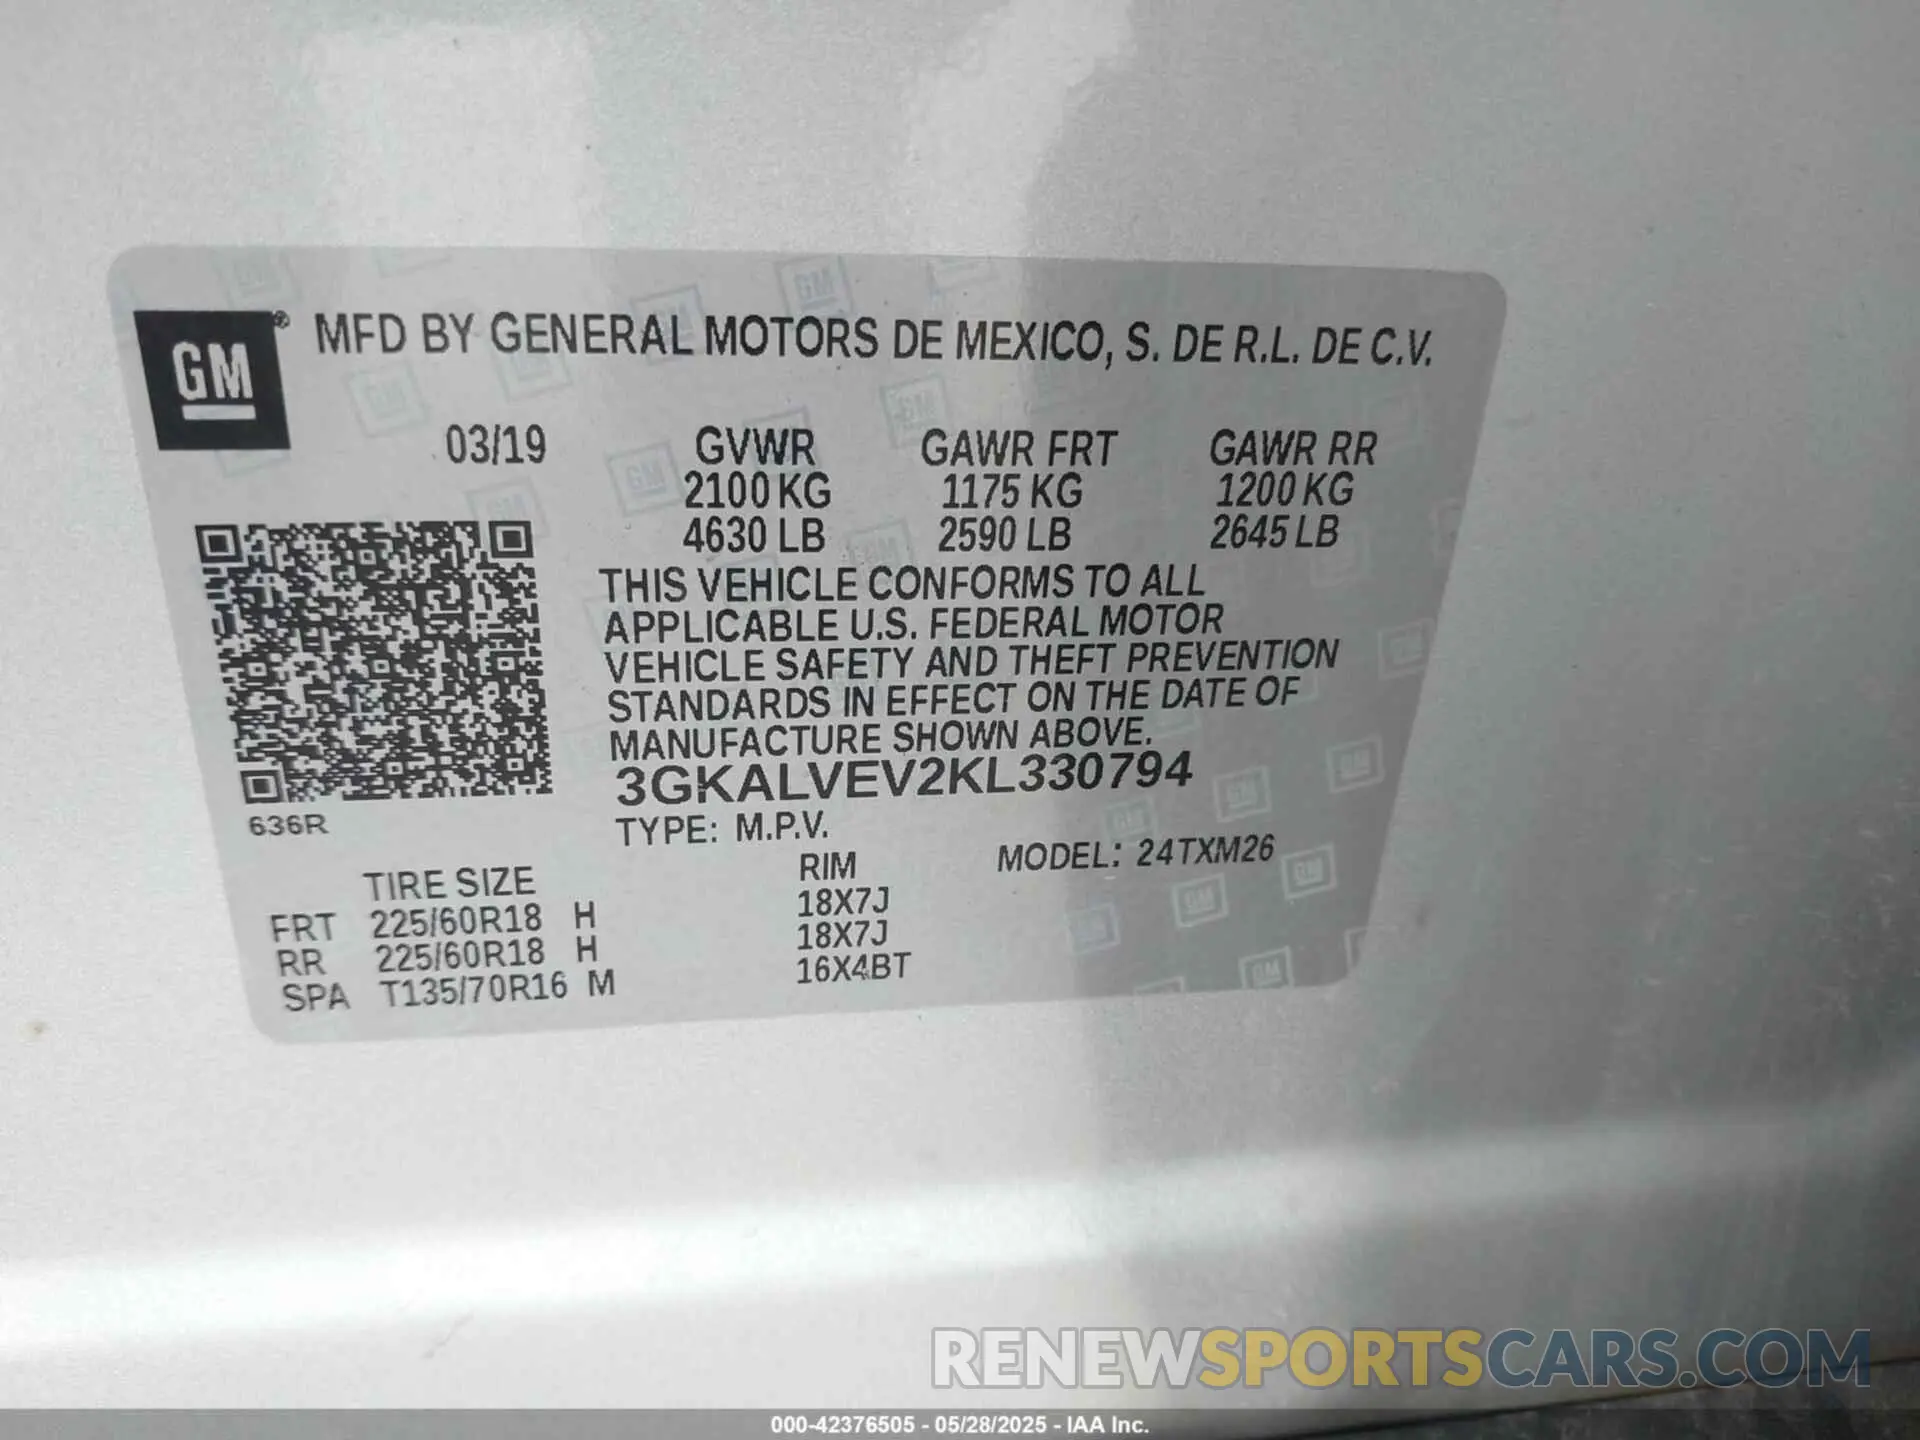 GM® MFD BY GENERAL MOTORS DE MEXICO, S. DE R.L. DE C.V.
03/19 GVWR GAWR FRT GAWR RR
2100 KG 1175 KG 1200 KG
4630 LB 2590 LB 2645 LB
THIS VEHICLE CONFORMS TO ALL
APPLICABLE U.S. FEDERAL MOTOR
VEHICLE SAFETY AND THEFT PREVENTION
STANDARDS IN EFFECT ON THE DATE OF
MANUFACTURE SHOWN ABOVE.
3GKALVEV2KL330794
636R
TYPE: M.P.V.
MODEL: 24TXM26
TIRE SIZE RIM
FRT 225/60R18 H 18X7J
RR 225/60R18 H 18X7J
SPA T135/70R16 M 16X4BT
RENEWSPORTSCARS.COM
000-42376505 - 05/28/2025 - IAA Inc.